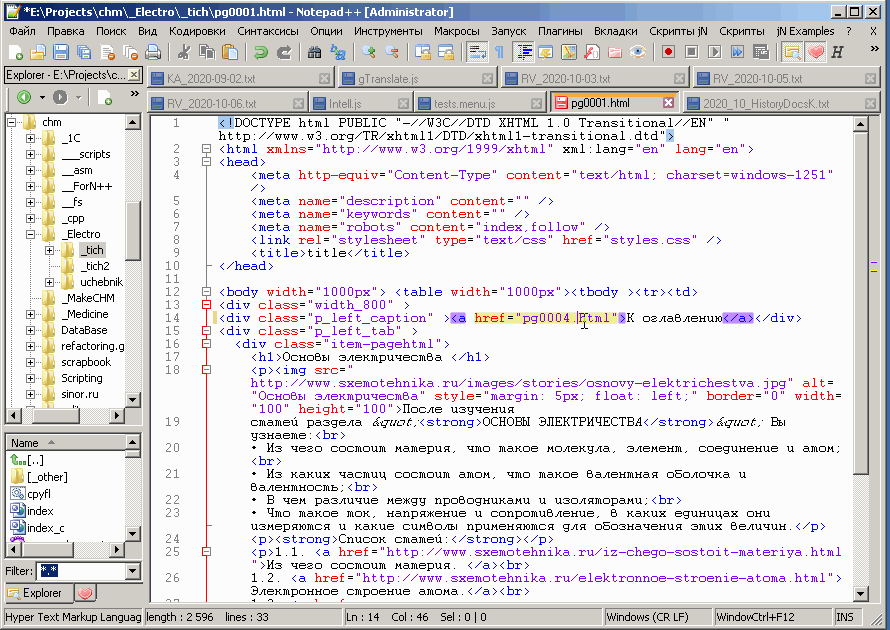 *E:\Projects\chm\_Electro\_tich\pg0001.html - Notepad++ [Administrator]
Файл Правка Поиск Вид Кодировки Синтаксисы Опции Инструменты Макросы Запуск Плагины Вкладки Скрипты jN Скрипты jN Examples ? X
Explorer - E:\Projects\c...
KA_2020-09-02.txt gTranslate.js RV_2020-10-03.txt RV_2020-10-05.txt
RV_2020-10-06.txt Intell.js tests.menu.js pg0001.html 2020_10_HistoryDocsK.txt
chm
_1C
___scripts
__asm
__ForN++
__fs
_cpp
_Electro
_tich
_tich2
uchebnik
_MakeCHM
_Medicine
DataBase
refactoring.g
scrapbook
Scripting
sinor.ru
Name
[..]
[_other]
cpyfl
index
index_c
Filter: *.*
Explorer
1 <!DOCTYPE html PUBLIC "-//W3C//DTD XHTML 1.0 Transitional//EN" "
http://www.w3.org/TR/xhtml1/DTD/xhtml1-transitional.dtd">
2 <html xmlns="http://www.w3.org/1999/xhtml" xml:lang="en" lang="en">
3 <head>
4 <meta http-equiv="Content-Type" content="text/html; charset=windows-1251"
/>
5 <meta name="description" content="" />
6 <meta name="keywords" content="" />
7 <meta name="robots" content="index,follow" />
8 <link rel="stylesheet" type="text/css" href="styles.css" />
9 <title>title</title>
10 </head>
11
12 <body width="1000px"> <table width="1000px"><tbody ><tr><td>
13 <div class="width_800" >
14 <div class="p_left_caption" ><a href="pg0004.html">К оглавлению</a></div>
15 <div class="p_left_tab" >
16 <div class="item-pagehtml">
17 <h1>Основы электричества </h1>
18 <p><img src="
http://www.sxemotehnika.ru/images/stories/osnovy-elektrichestva.jpg" alt=
"Основы электричества" style="margin: 5px; float: left;" border="0" width=
"100" height="100">После изучения
19 статей раздела &quot;<strong>ОСНОВЫ ЭЛЕКТРИЧЕСТВА</strong>&quot; Вы
узнаете:<br>
20 • Из чего состоит материя, что такое молекула, элемент, соединение и атом;
<br>
21 • Из каких частиц состоит атом, что такое валентная оболочка и
валентность;<br>
22 • В чем различие между проводниками и изоляторами;<br>
23 • Что такое ток, напряжение и сопротивление, в каких единицах они
измеряются и какие символы применяются для обозначения этих величин.</p>
24 <p><strong>Список статей:</strong></p>
25 <p>1.1. <a href="http://www.sxemotehnika.ru/iz-chego-sostoit-materiya.html
">Из чего состоит материя. </a><br>
26 1.2. <a href="http://www.sxemotehnika.ru/elektronnoe-stroenie-atoma.html">
Электронное строение атома.</a><br>
Hyper Text Markup Languag length : 2 596 lines : 33 Ln : 14 Col : 46 Sel : 0 | 0 Windows (CR LF) WindowCtrl+F12 INS